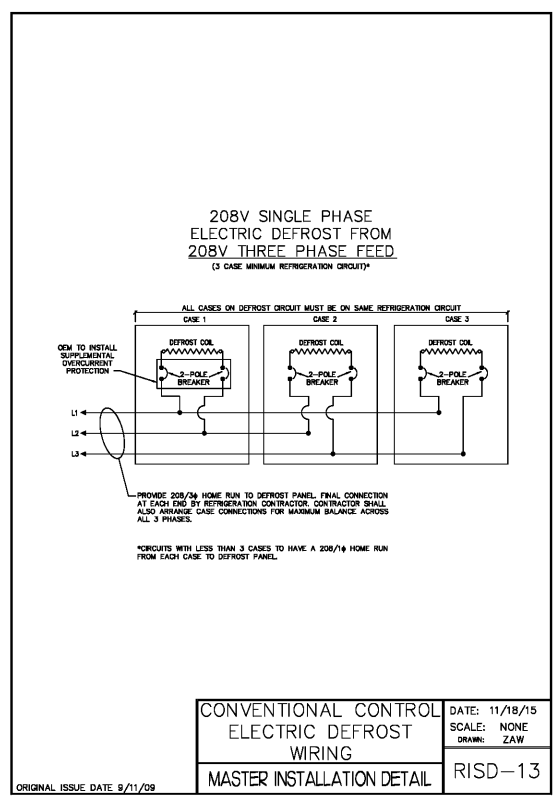 208V SINGLE PHASE
ELECTRIC DEFROST FROM
208V THREE PHASE FEED
(3 CASE MINIMUM REFRIGERATION CIRCUIT)*
ALL CASES ON DEFROST CIRCUIT MUST BE ON SAME REFRIGERATION CIRCUIT
CASE 1
CASE 2
CASE 3
OEM TO INSTALL
SUPPLEMENTAL
OVERCURRENT
PROTECTION
DEFROST COIL
2-POLE
BREAKER
DEFROST COIL
2-POLE
BREAKER
DEFROST COIL
2-POLE
BREAKER
L1
L2
L3
PROVIDE 208/3ϕ HOME RUN TO DEFROST PANEL. FINAL CONNECTION
AT EACH END BY REFRIGERATION CONTRACTOR. CONTRACTOR SHALL
ALSO ARRANGE CASE CONNECTIONS FOR MAXIMUM BALANCE ACROSS
ALL 3 PHASES.
*CIRCUITS WITH LESS THAN 3 CASES TO HAVE A 208/1ϕ HOME RUN
FROM EACH CASE TO DEFROST PANEL.
CONVENTIONAL CONTROL
ELECTRIC DEFROST
WIRING
MASTER INSTALLATION DETAIL
DATE: 11/18/15
SCALE: NONE
DRAWN: ZAW
RISD-13
ORIGINAL ISSUE DATE 9/11/09